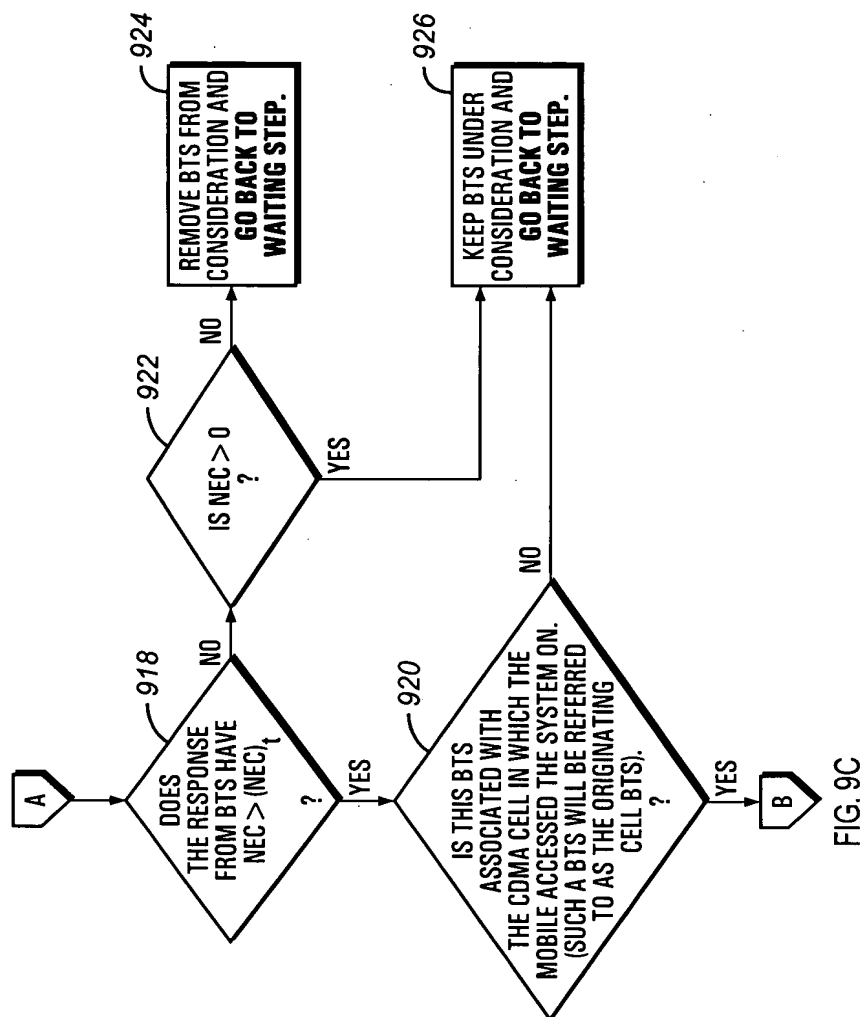 A
918
DOES
THE RESPONSE
FROM BTS HAVE
NEC > (NEC)t
?
NO
YES
922
IS NEC > 0
?
NO
YES
924
REMOVE BTS FROM
CONSIDERATION AND
GO BACK TO
WAITING STEP.
920
IS THIS BTS
ASSOCIATED WITH
THE CDMA CELL IN WHICH THE
MOBILE ACCESSED THE SYSTEM ON.
(SUCH A BTS WILL BE REFERRED
TO AS THE ORIGINATING
CELL BTS).
?
NO
YES
926
KEEP BTS UNDER
CONSIDERATION AND
GO BACK TO
WAITING STEP.
B
FIG. 9C